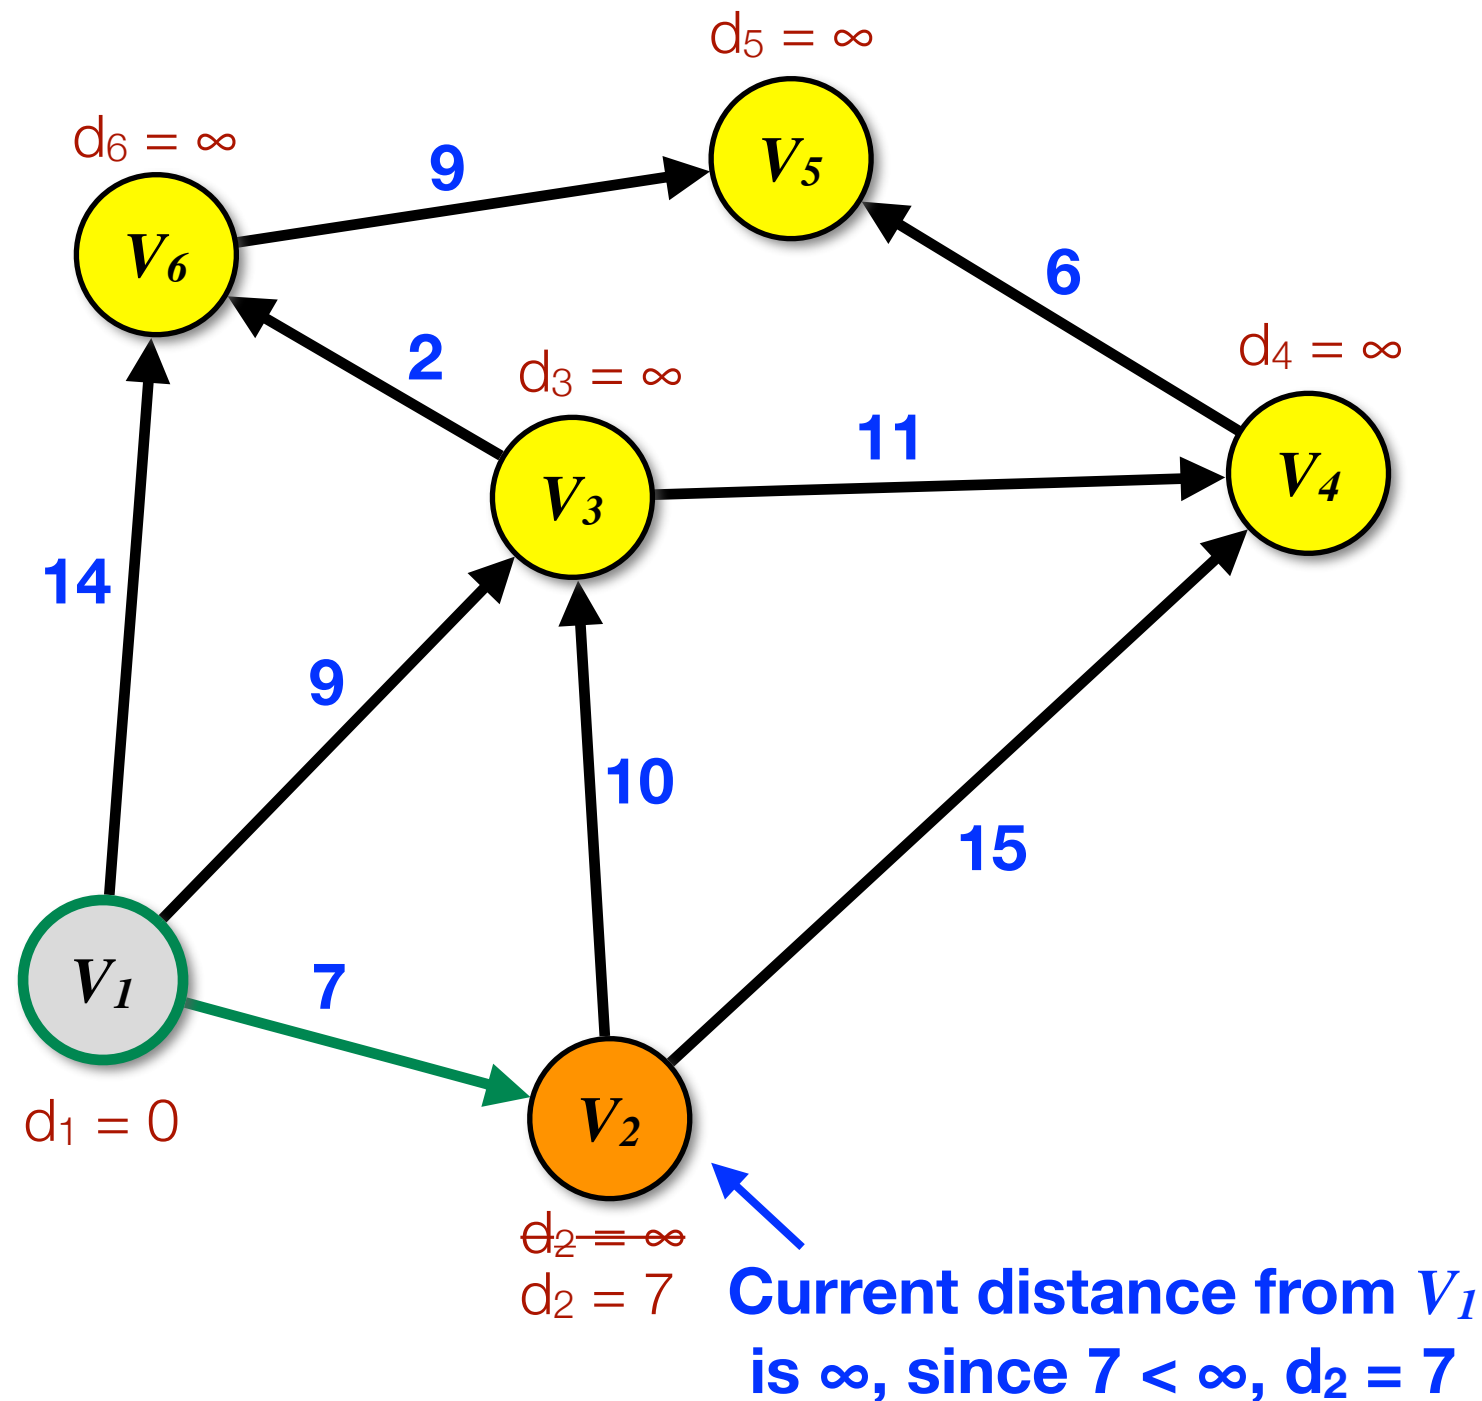 d₅ = ∞
V₅
d₆ = ∞
9
V₆
6
2
d₃ = ∞
d₄ = ∞
11
V₃
V₄
14
9
10
15
V₁
7
d₁ = 0
V₂
d₂ = ∞
d₂ = 7
Current distance from V₁
is ∞, since 7 < ∞, d₂ = 7